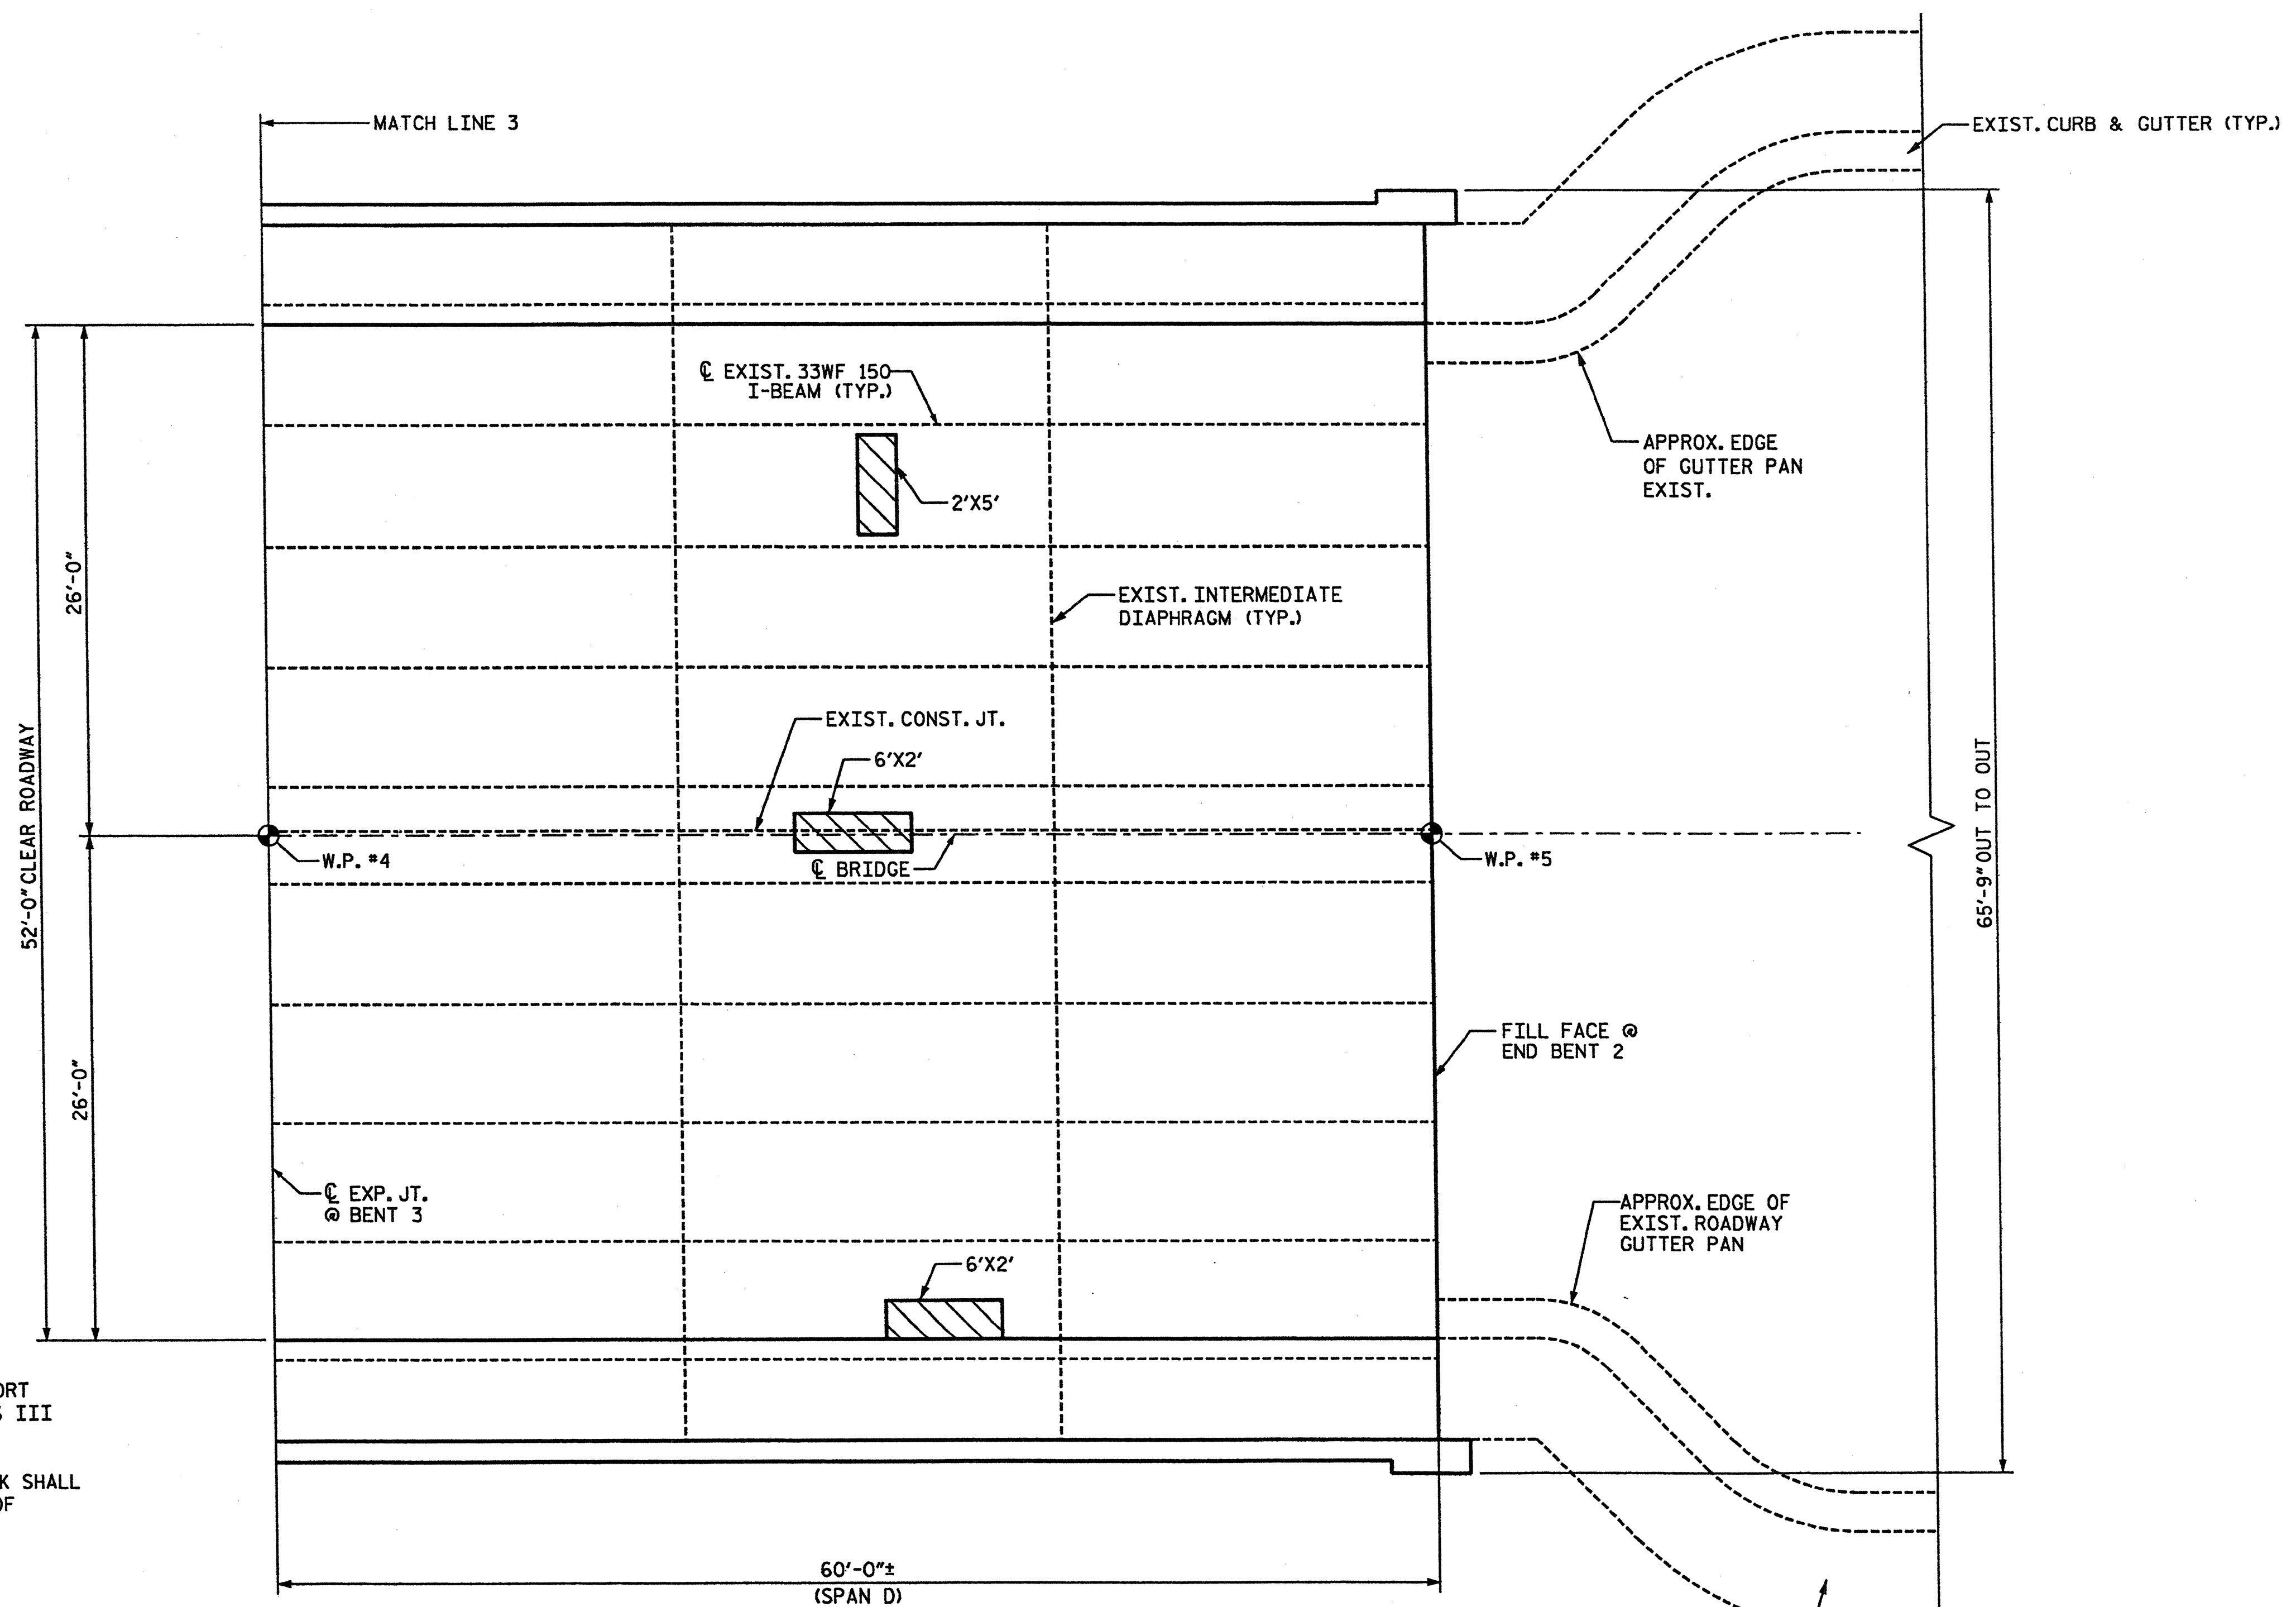 MATCH LINE 3
EXIST. CURB & GUTTER (TYP.)
℄ EXIST. 33WF 150
I-BEAM (TYP.)
APPROX. EDGE
OF GUTTER PAN
EXIST.
2'X5'
26'-0"
EXIST. INTERMEDIATE
DIAPHRAGM (TYP.)
EXIST. CONST. JT.
6'X2'
52'-0" CLEAR ROADWAY
65'-9" OUT TO OUT
W.P. #4
℄ BRIDGE
W.P. #5
FILL FACE @
END BENT 2
26'-0"
℄ EXP. JT.
@ BENT 3
APPROX. EDGE OF
EXIST. ROADWAY
GUTTER PAN
6'X2'
III
K SHALL
OF
60'-0"±
(SPAN D)